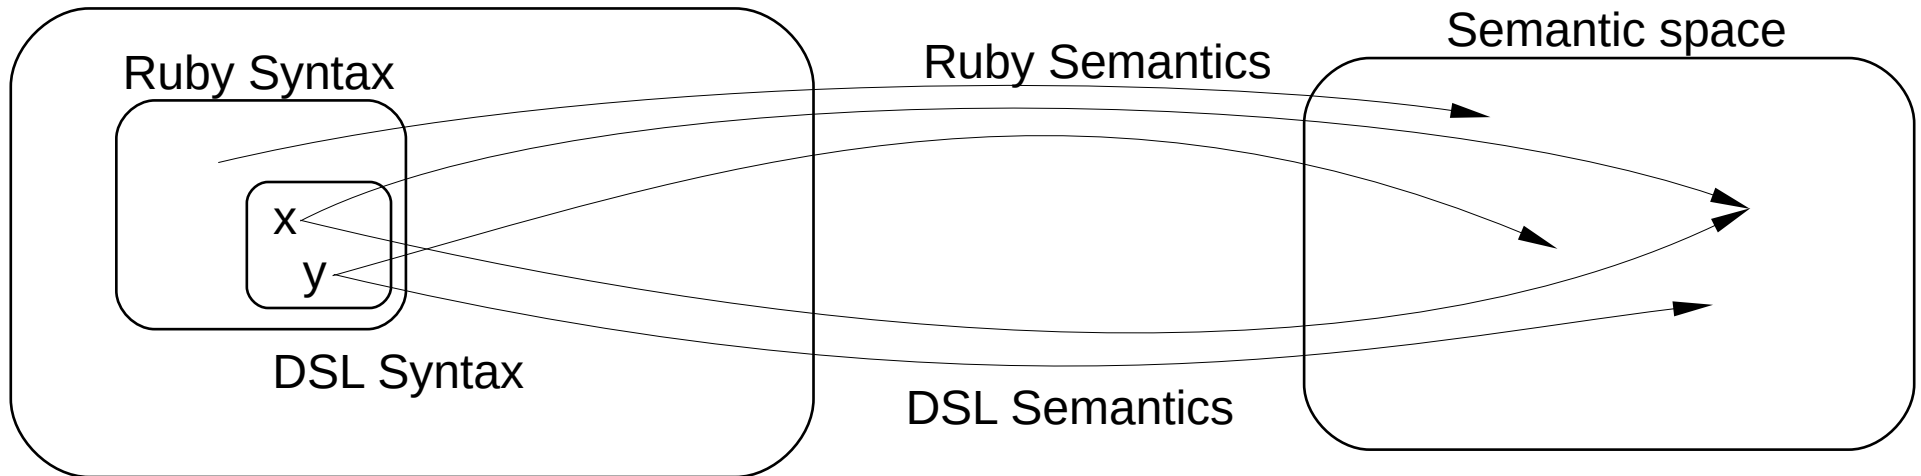 Semantic space
Ruby Semantics
Ruby Syntax
x
y
DSL Syntax
DSL Semantics